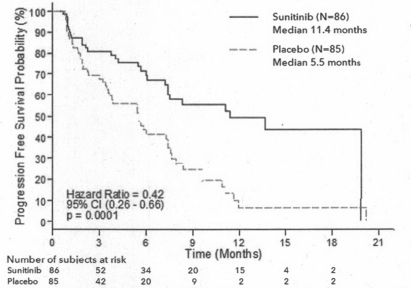 Progression Free Survival Probability (%)
100
90
80
70
60
50
40
30
20
10
0
Sunitinib (N=86)
Median 11.4 months
Placebo (N=85)
Median 5.5 months
Hazard Ratio = 0.42
95% CI (0.26 - 0.66)
p = 0.0001
0 3 6 9 12 15 18 21
Time (Months)
Number of subjects at risk
Sunitinib 86 52 34 20 15 4 2
Placebo 85 42 20 9 2 2 2